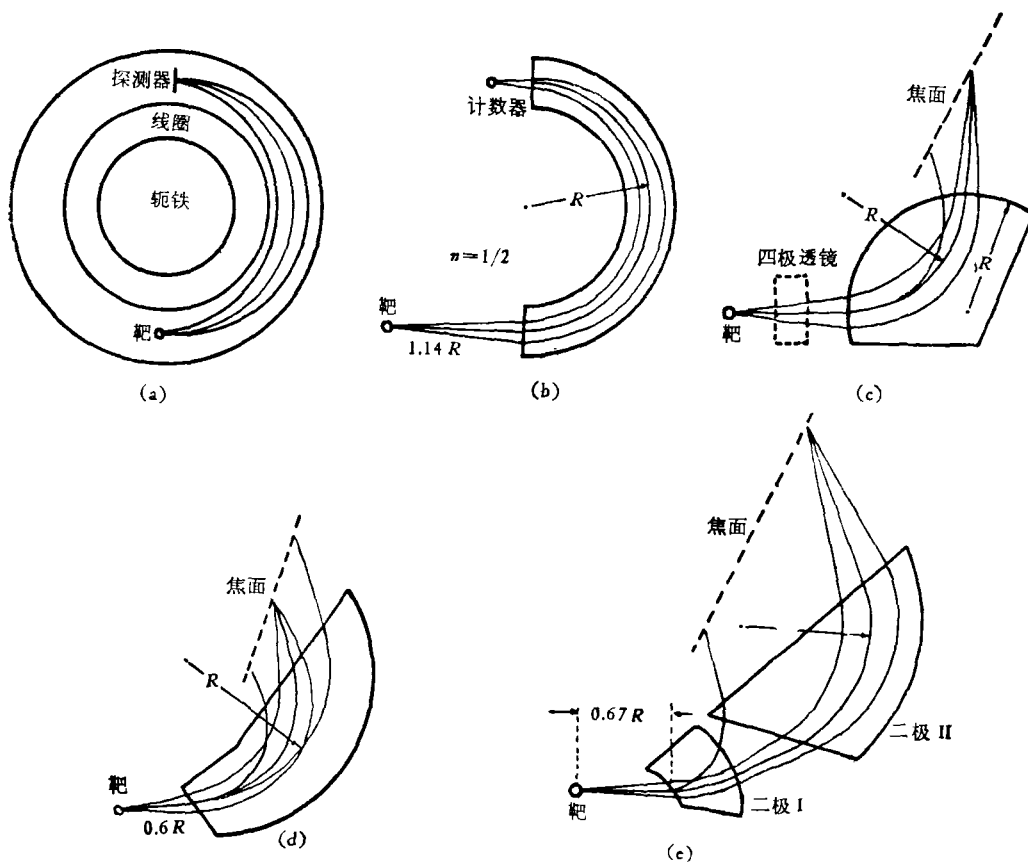 探测器
线圈
轭铁
靶
(a)
计数器
R
n=1/2
靶
1.14 R
(b)
焦面
R
四极透镜
R
靶
(c)
焦面
R
靶
0.6 R
(d)
焦面
0.67 R
二极 II
二极 I
靶
(e)